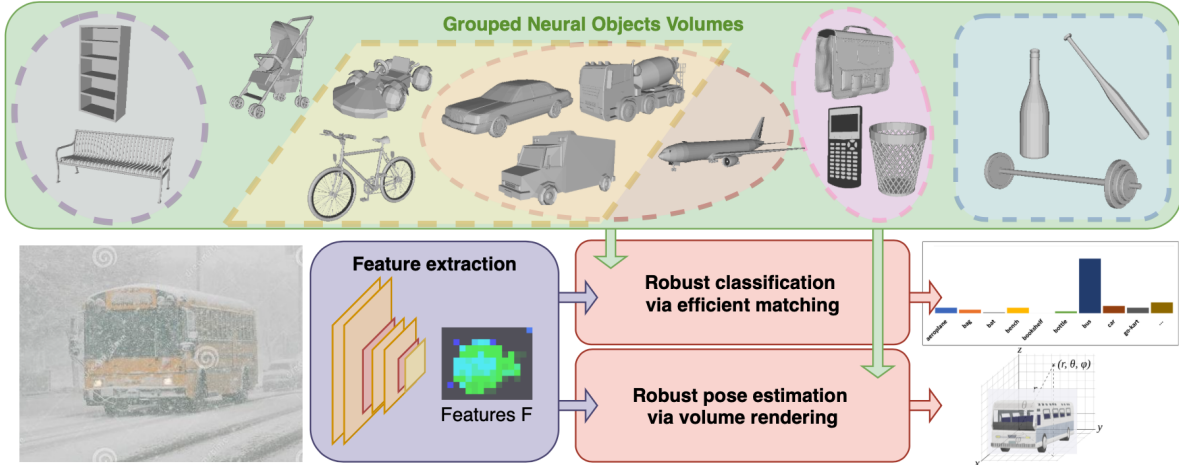 Grouped Neural Objects Volumes
Feature extraction
Features F
Robust classification
via efficient matching
Robust pose estimation
via volume rendering
aeroplane
bag
bat
bench
bookshelf
bottle
bus
car
go-kart
...
z
(r, θ, φ)
r
y
x